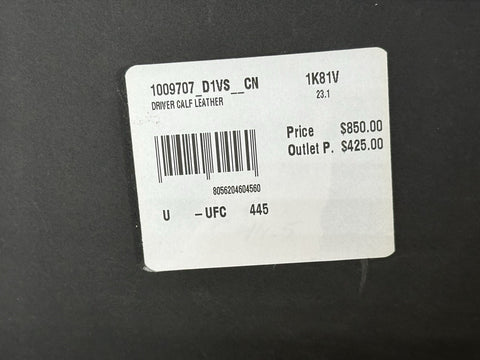 1009707_D1VS__CN 1K81V
DRIVER CALF LEATHER 23.1
Price $850.00
Outlet P. $425.00
8056204604560
U -UFC 445